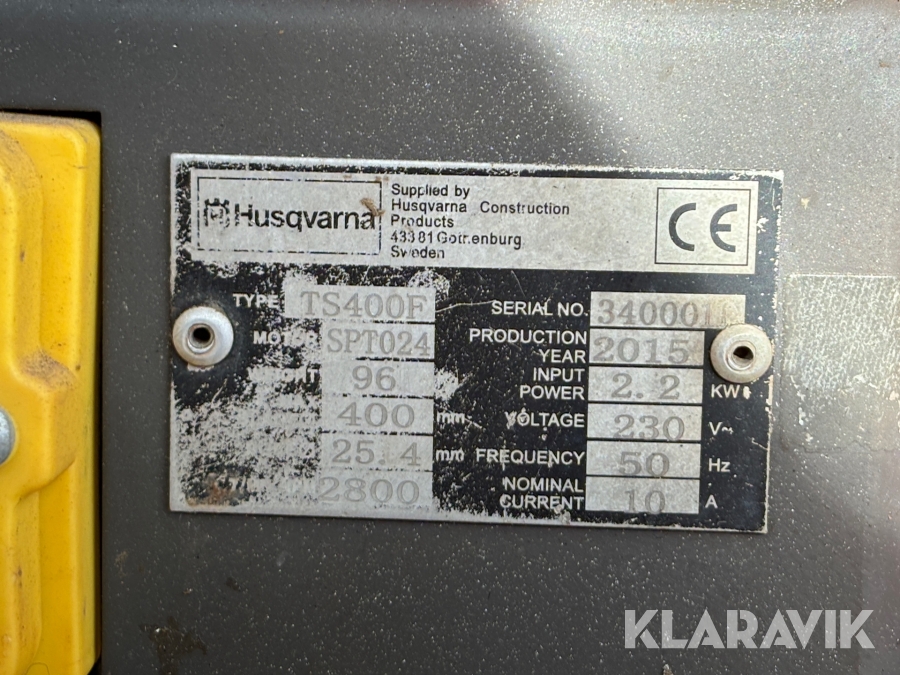 Husqvarna
Supplied by
Husqvarna Construction
Products
433 81 Gothenburg
Sweden
CE
TYPE TS400F
MOTOR SPT024
96
400 mm
25.4 mm
2800
SERIAL NO. 340001
PRODUCTION YEAR 2015
INPUT POWER 2.2 KW
VOLTAGE 230 V~
FREQUENCY 50 Hz
NOMINAL CURRENT 10 A
KLARAVIK